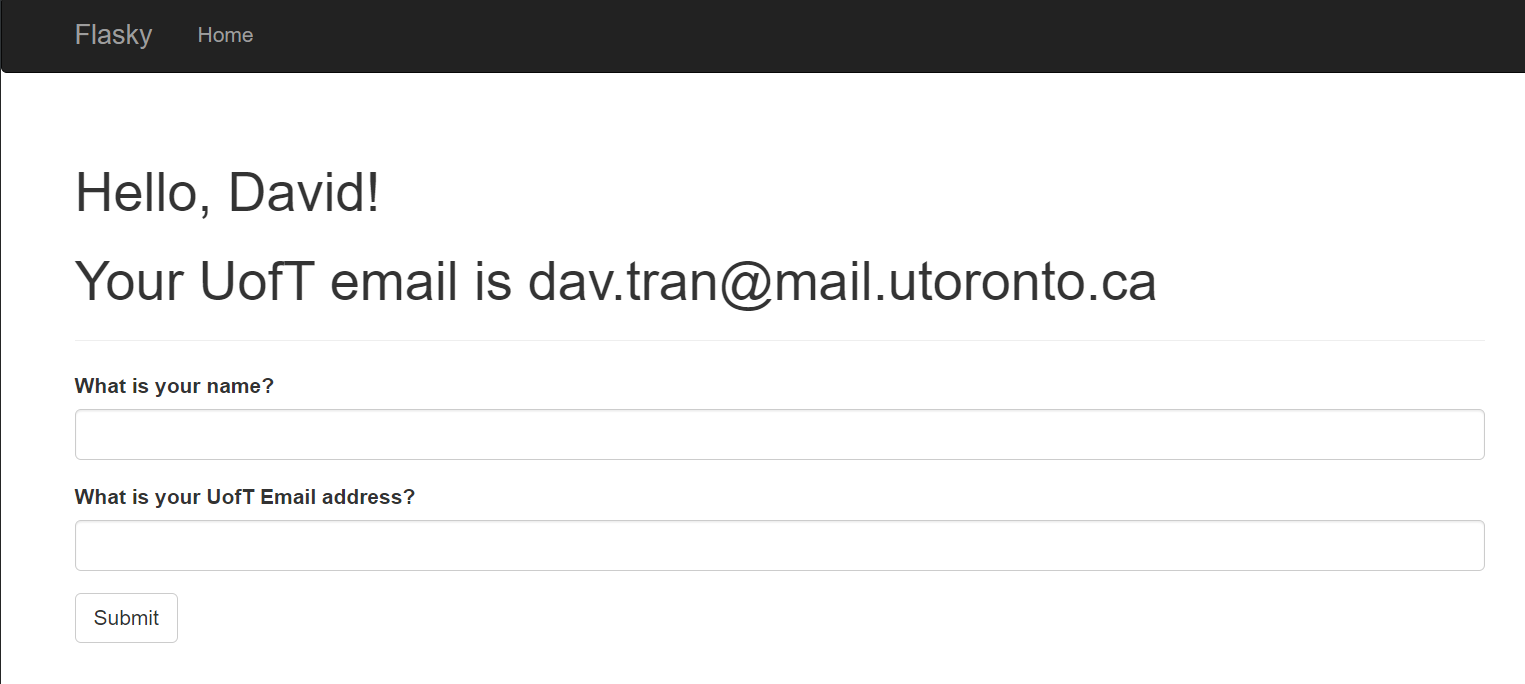 Flasky Home
Hello, David!
Your UofT email is dav.tran@mail.utoronto.ca
What is your name?
What is your UofT Email address?
Submit